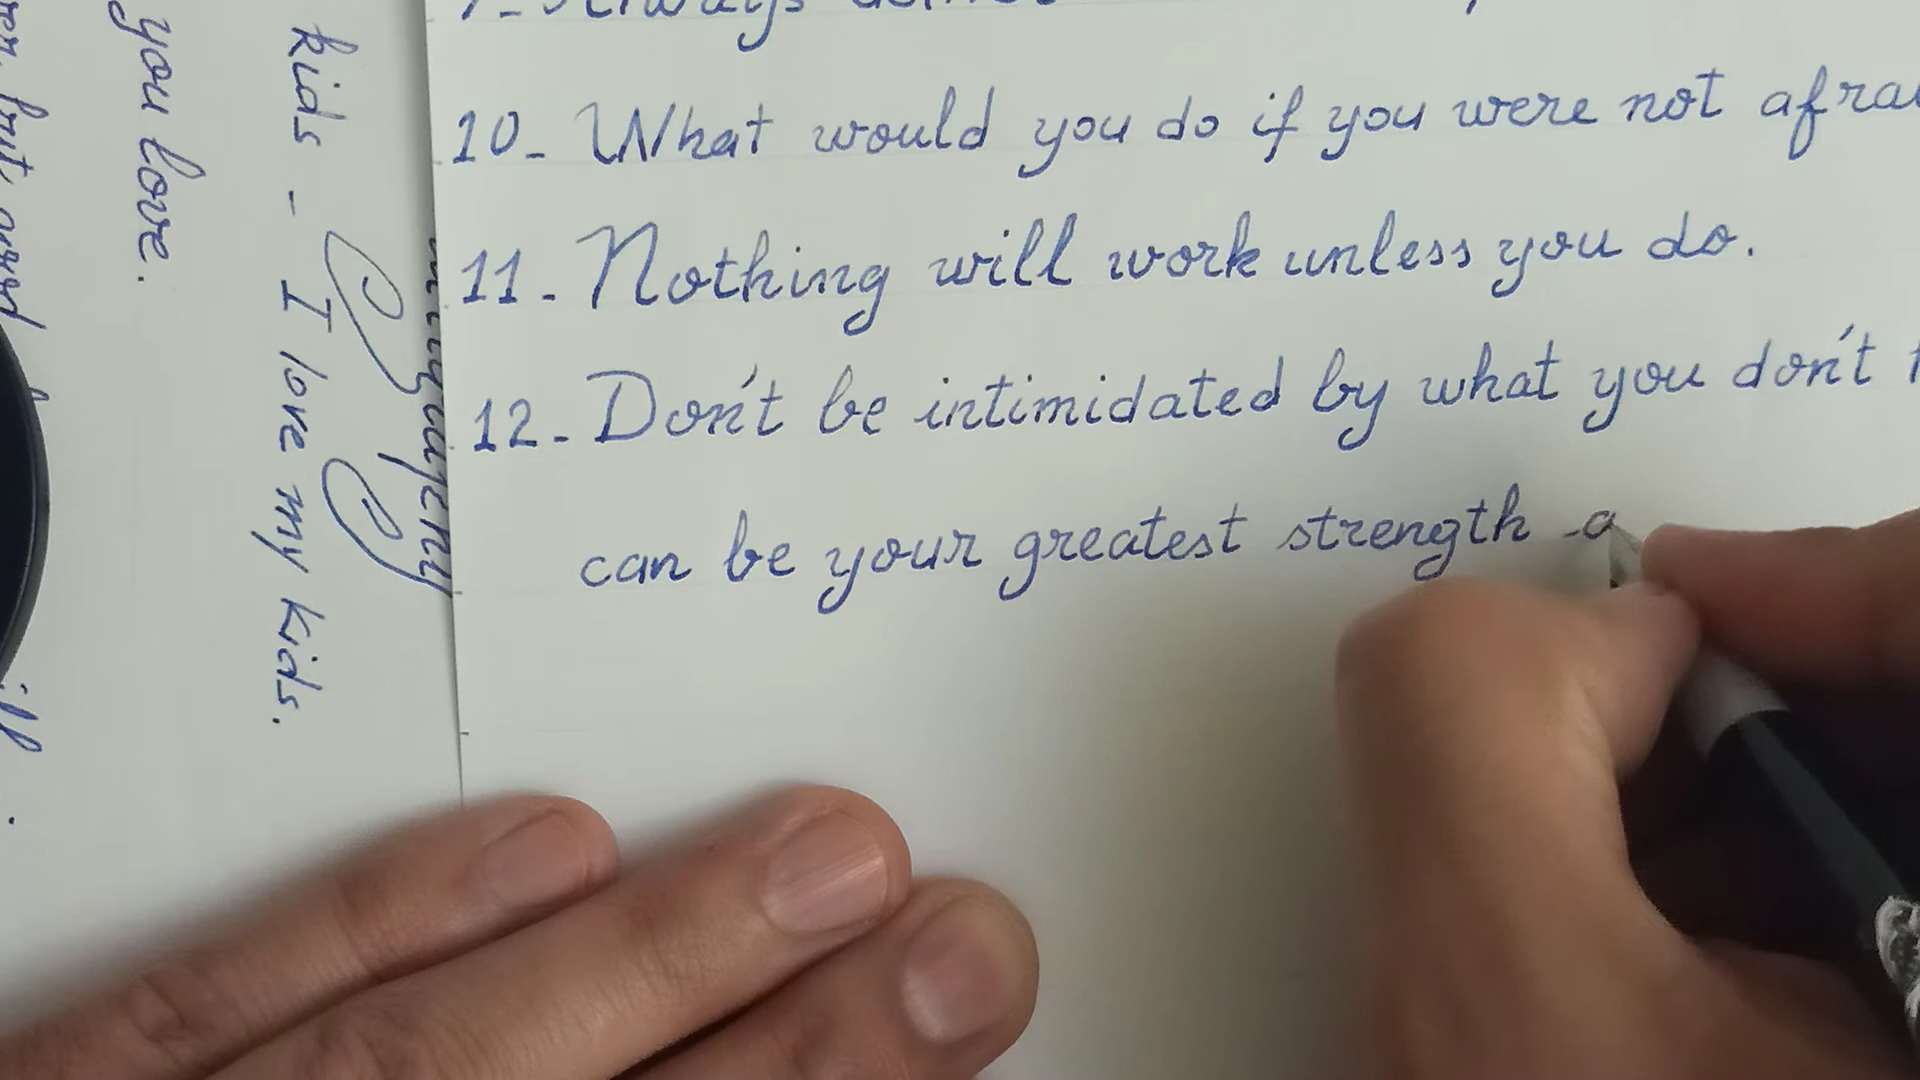 10- What would you do if you were not
11- Nothing will work unless you do.
12- Don't be intimidated by what you don't
can be your greatest strength
kids - I love my kids.
you love.